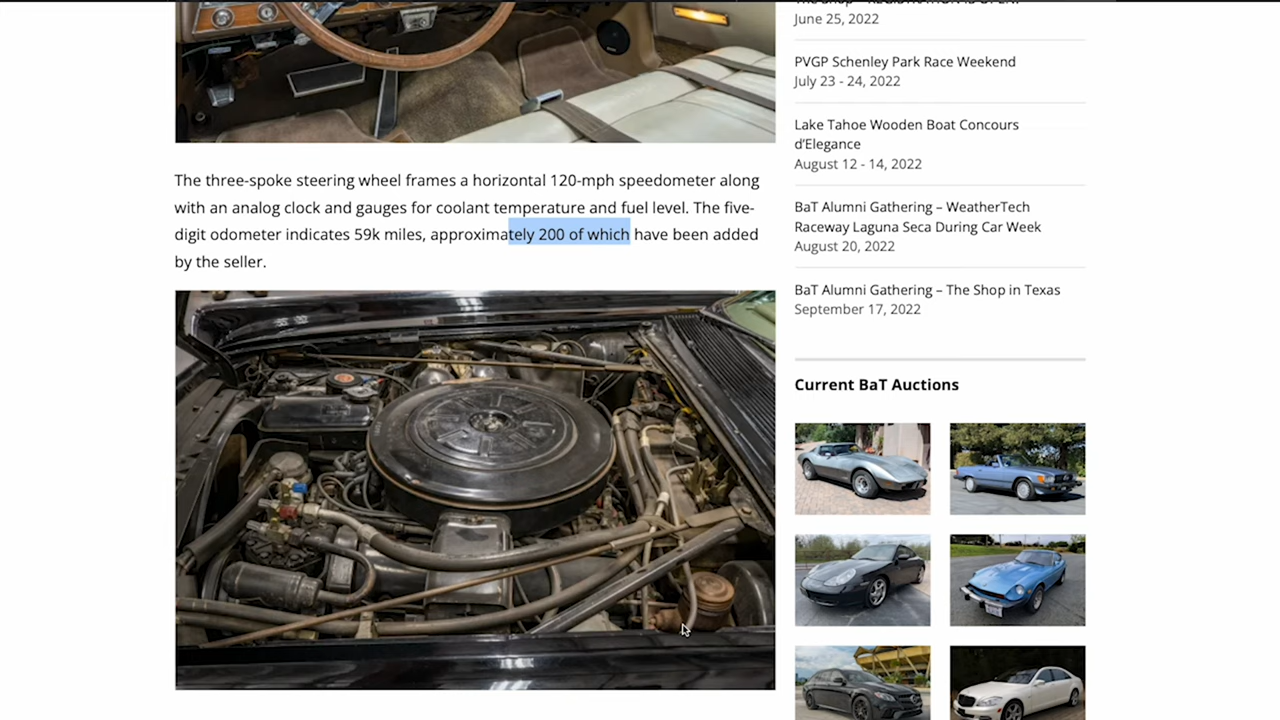 June 25, 2022
PVGP Schenley Park Race Weekend
July 23 - 24, 2022
Lake Tahoe Wooden Boat Concours
d’Elegance
August 12 - 14, 2022
BaT Alumni Gathering – WeatherTech
Raceway Laguna Seca During Car Week
August 20, 2022
BaT Alumni Gathering – The Shop in Texas
September 17, 2022
Current BaT Auctions
The three-spoke steering wheel frames a horizontal 120-mph speedometer along
with an analog clock and gauges for coolant temperature and fuel level. The five-
digit odometer indicates 59k miles, approximately 200 of which have been added
by the seller.